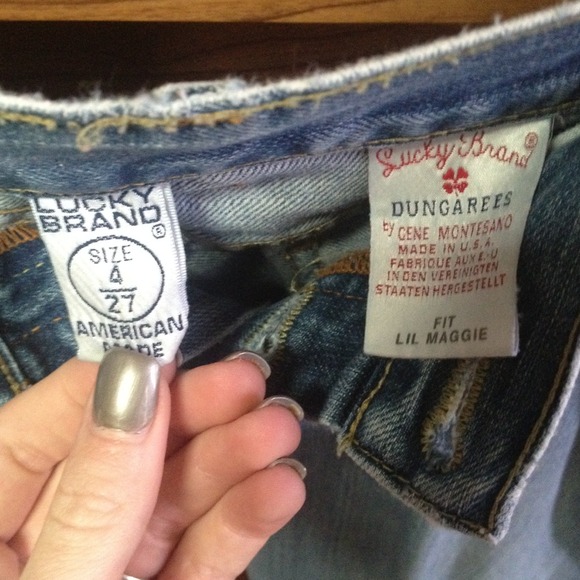 LUCKY
BRAND®
SIZE
4
27
AMERICAN
MADE
Lucky Brand®
DUNGAREES
by GENE MONTESANO
MADE IN U.S.A.
FABRIQUE AUX E.U
IN DEN VEREINIGTEN
STAATEN HERGESTELLT
FIT
LIL MAGGIE